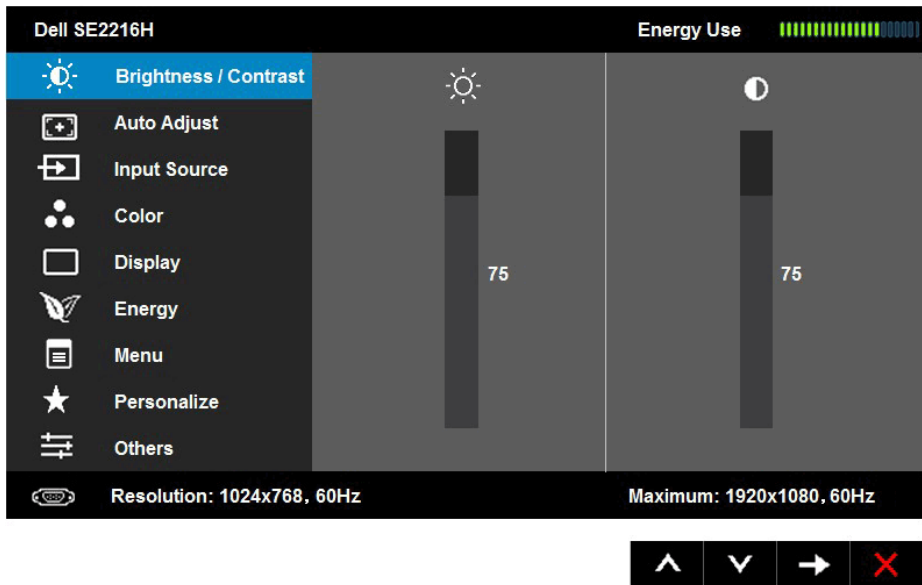 Dell SE2216H Energy Use
Brightness / Contrast
Auto Adjust
Input Source
Color
Display
75 75
Energy
Menu
Personalize
Others
Resolution: 1024x768, 60Hz Maximum: 1920x1080, 60Hz